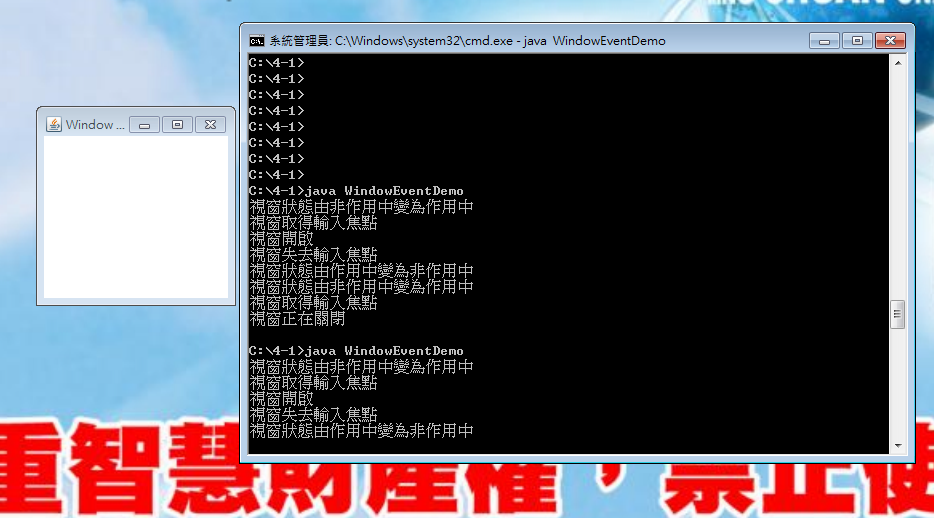 系統管理員: C:\Windows\system32\cmd.exe - java  WindowEventDemo
Window ...
C:\4-1>
C:\4-1>
C:\4-1>
C:\4-1>
C:\4-1>
C:\4-1>
C:\4-1>
C:\4-1>
C:\4-1>java WindowEventDemo
視窗狀態由非作用中變為作用中
視窗取得輸入焦點
視窗開啟
視窗失去輸入焦點
視窗狀態由作用中變為非作用中
視窗狀態由非作用中變為作用中
視窗取得輸入焦點
視窗正在關閉
C:\4-1>java WindowEventDemo
視窗狀態由非作用中變為作用中
視窗取得輸入焦點
視窗開啟
視窗失去輸入焦點
視窗狀態由作用中變為非作用中
重智慧財產權，禁止使